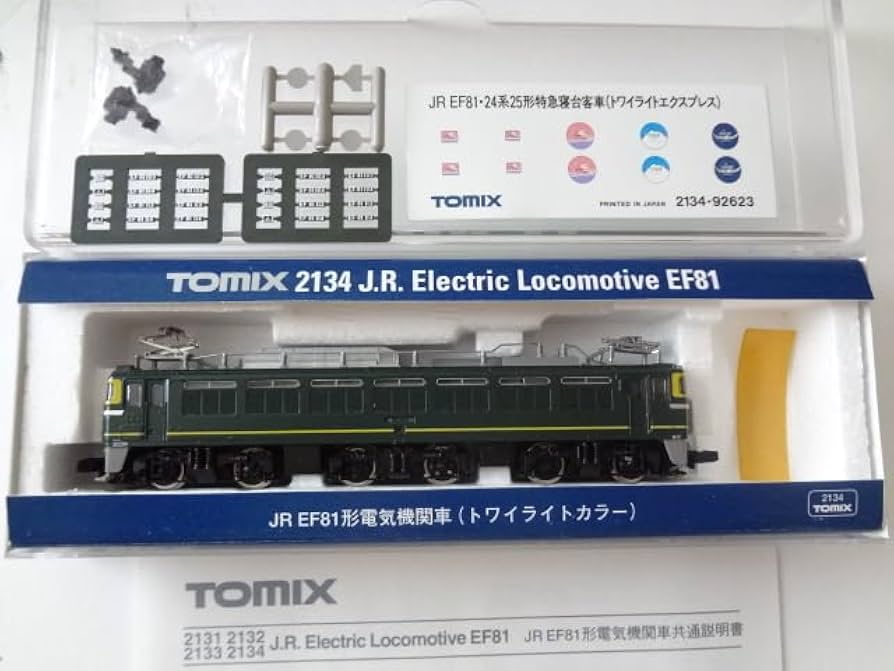 JR EF81・24系25形特急寝台客車(トワイライトエクスプレス)
TOMIX PRINTED IN JAPAN 2134-92623
TOMIX 2134 J.R. Electric Locomotive EF81
JR EF81形電気機関車(トワイライトカラー)
2134
TOMIX
TOMIX
2131 2132
2133 2134 J.R. Electric Locomotive EF81 JR EF81形電気機関車共通説明書